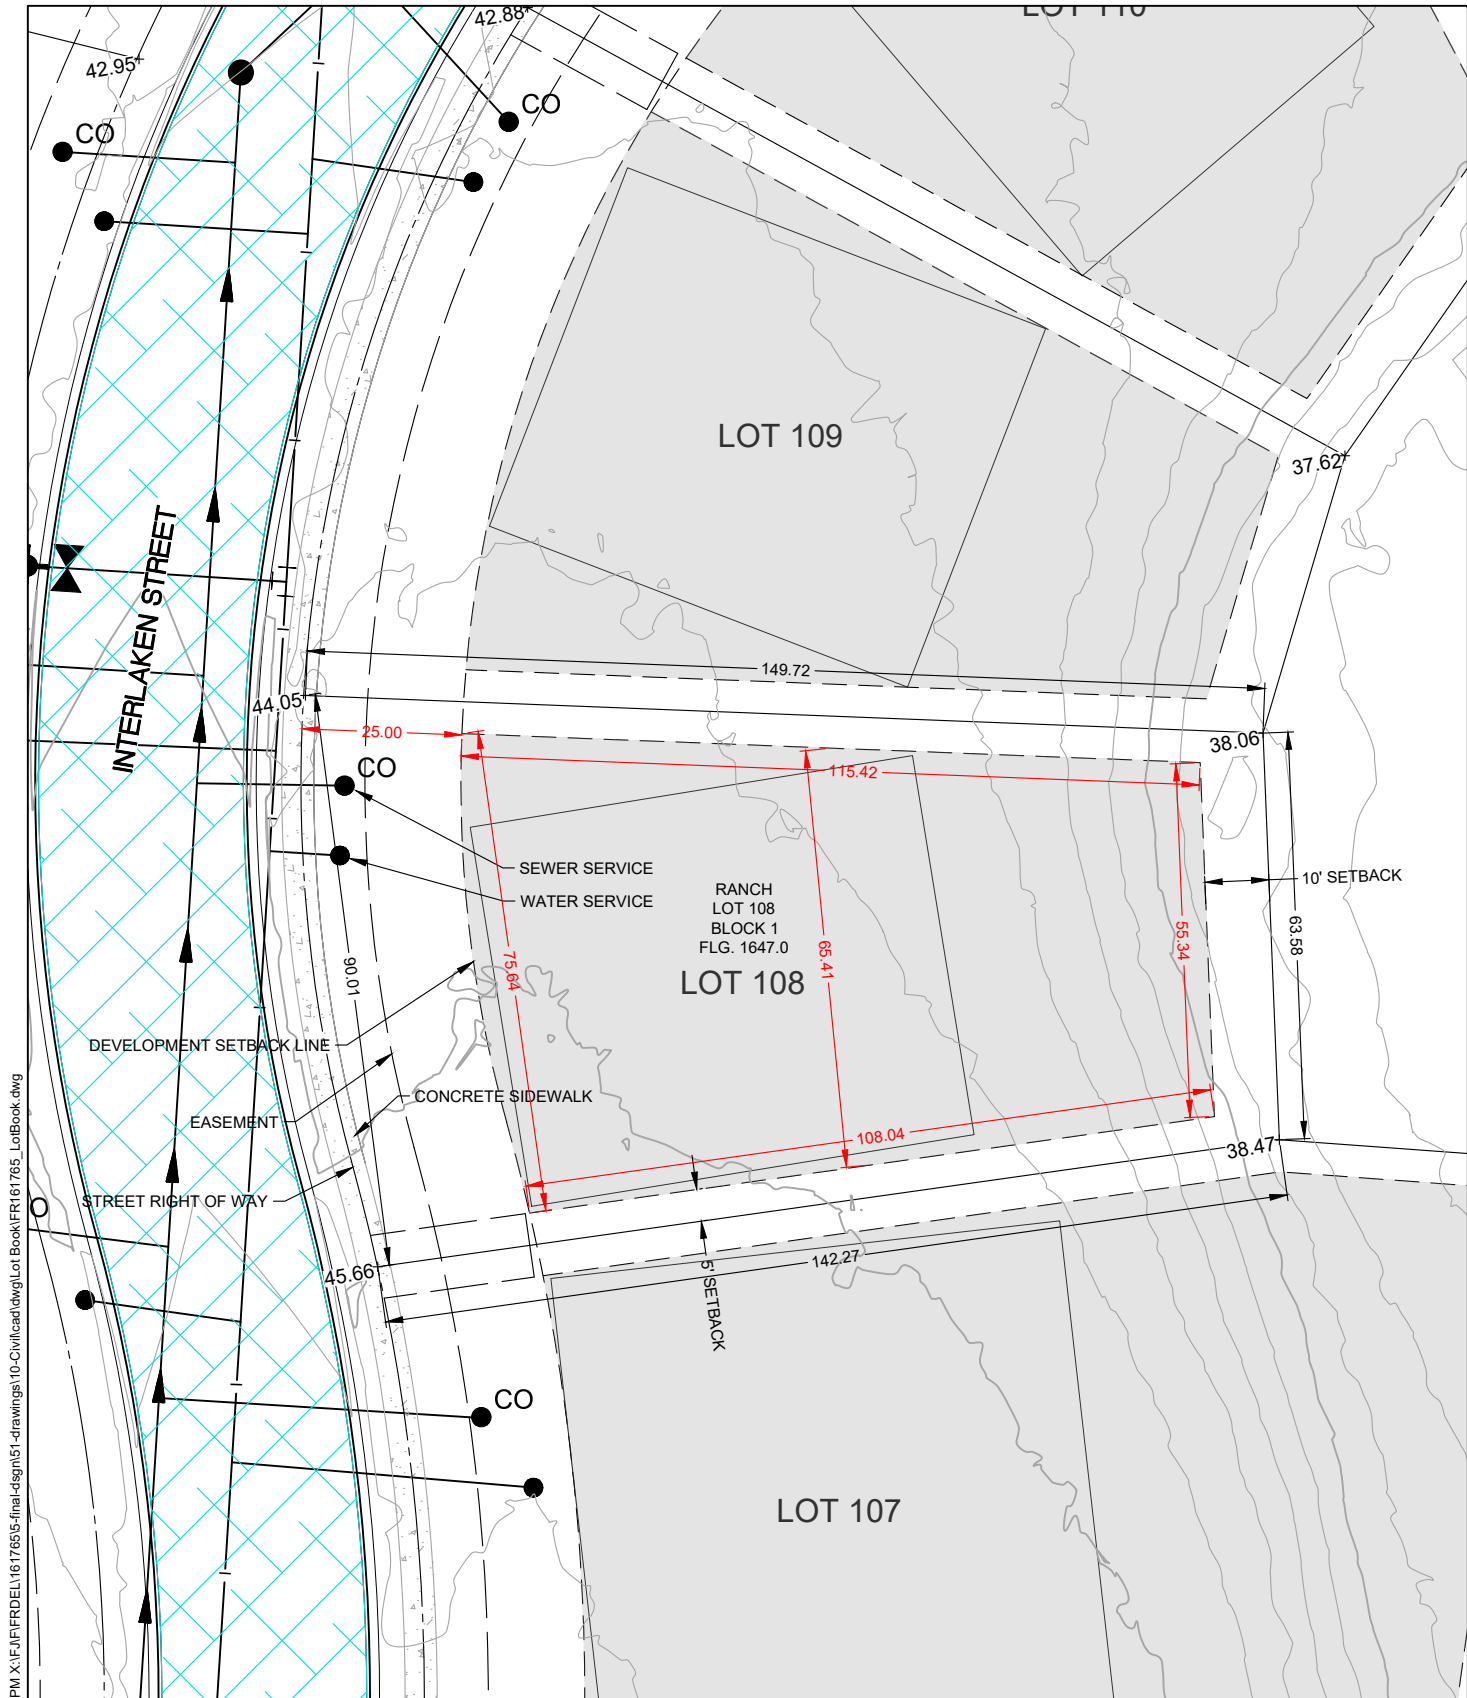 LOT 110
42.88
42.95
CO
CO
LOT 109
37.62
INTERLAKEN STREET
149.72
44.05
25.00
38.06
115.42
CO
SEWER SERVICE
WATER SERVICE
10' SETBACK
RANCH
LOT 108
BLOCK 1
FLG. 1647.0
LOT 108
75.64
65.41
55.34
63.58
90.01
DEVELOPMENT SETBACK LINE
CONCRETE SIDEWALK
EASEMENT
108.04
38.47
STREET RIGHT OF WAY
O
45.66
142.27
5' SETBACK
CO
LOT 107
PM X:\FJ\F\FRDEL\161765\5-final-dsgn\51-drawings\10-Civil\cad\dwg\Lot Book\FR161765_LotBook.dwg